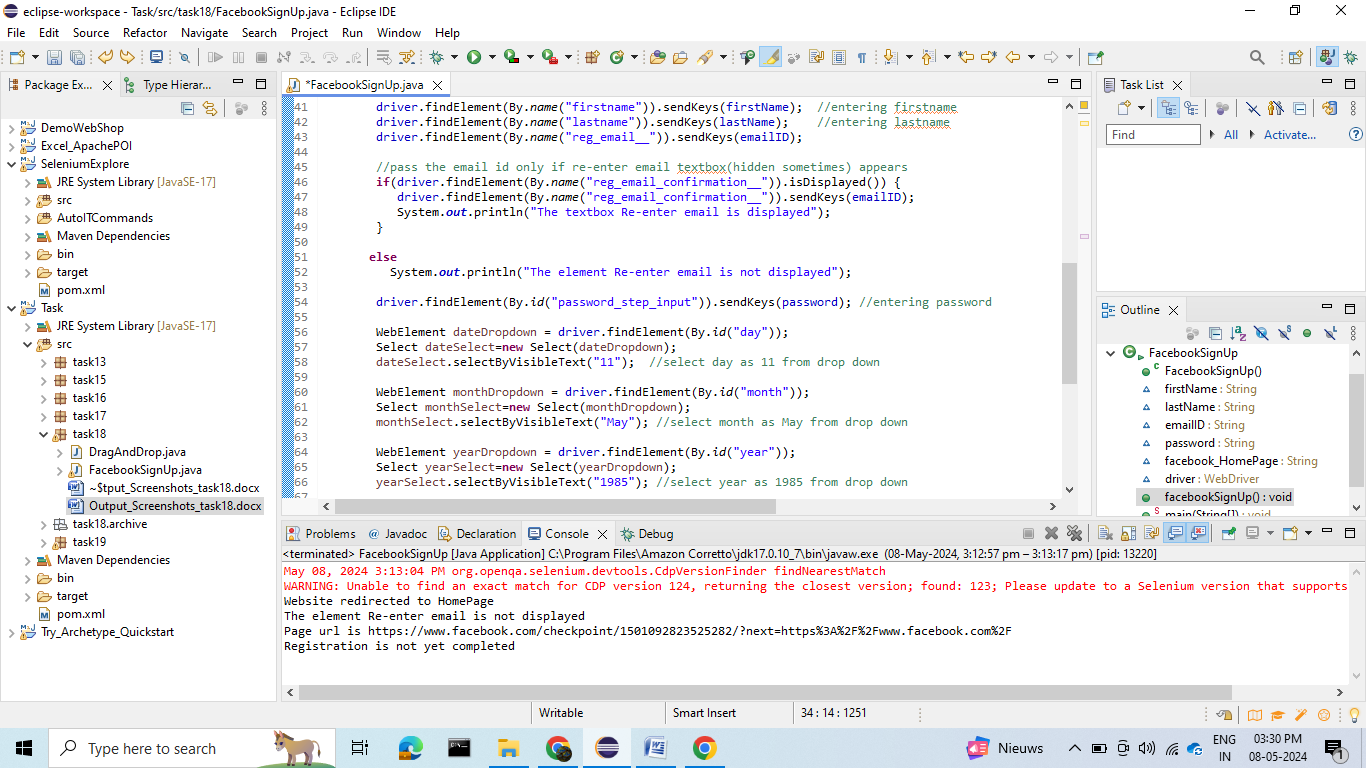 eclipse-workspace - Task/src/task18/FacebookSignUp.java - Eclipse IDE
File Edit Source Refactor Navigate Search Project Run Window Help
Package Ex...
Type Hierar...
DemoWebShop
Excel_ApachePOI
SeleniumExplore
JRE System Library [JavaSE-17]
src
AutoITCommands
Maven Dependencies
bin
target
pom.xml
Task
JRE System Library [JavaSE-17]
src
task13
task15
task16
task17
task18
DragAndDrop.java
FacebookSignUp.java
~$tput_Screenshots_task18.docx
Output_Screenshots_task18.docx
task18.archive
task19
Maven Dependencies
bin
target
pom.xml
Try_Archetype_Quickstart
*FacebookSignUp.java
41 driver.findElement(By.name("firstname")).sendKeys(firstName); //entering firstname
42 driver.findElement(By.name("lastname")).sendKeys(lastName); //entering lastname
43 driver.findElement(By.name("reg_email__")).sendKeys(emailID);
44
45 //pass the email id only if re-enter email textbox(hidden sometimes) appears
46 if(driver.findElement(By.name("reg_email_confirmation__")).isDisplayed()) {
47 driver.findElement(By.name("reg_email_confirmation__")).sendKeys(emailID);
48 System.out.println("The textbox Re-enter email is displayed");
49 }
50
51 else
52 System.out.println("The element Re-enter email is not displayed");
53
54 driver.findElement(By.id("password_step_input")).sendKeys(password); //entering password
55
56 WebElement dateDropdown = driver.findElement(By.id("day"));
57 Select dateSelect=new Select(dateDropdown);
58 dateSelect.selectByVisibleText("11"); //select day as 11 from drop down
59
60 WebElement monthDropdown = driver.findElement(By.id("month"));
61 Select monthSelect=new Select(monthDropdown);
62 monthSelect.selectByVisibleText("May"); //select month as May from drop down
63
64 WebElement yearDropdown = driver.findElement(By.id("year"));
65 Select yearSelect=new Select(yearDropdown);
66 yearSelect.selectByVisibleText("1985"); //select year as 1985 from drop down
67
Task List
Find
All
Activate...
Outline
FacebookSignUp
FacebookSignUp()
firstName : String
lastName : String
emailID : String
password : String
facebook_HomePage : String
driver : WebDriver
facebookSignUp() : void
main(String[]) : void
Problems @ Javadoc Declaration Console Debug
<terminated> FacebookSignUp [Java Application] C:\Program Files\Amazon Corretto\jdk17.0.10_7\bin\javaw.exe (08-May-2024, 3:12:57 pm – 3:13:17 pm) [pid: 13220]
May 08, 2024 3:13:04 PM org.openqa.selenium.devtools.CdpVersionFinder findNearestMatch
WARNING: Unable to find an exact match for CDP version 124, returning the closest version; found: 123; Please update to a Selenium version that supports
Website redirected to HomePage
The element Re-enter email is not displayed
Page url is https://www.facebook.com/checkpoint/1501092823525282/?next=https%3A%2F%2Fwww.facebook.com%2F
Registration is not yet completed
Writable
Smart Insert
34 : 14 : 1251
Type here to search
Nieuws
ENG
IN
03:30 PM
08-05-2024
1